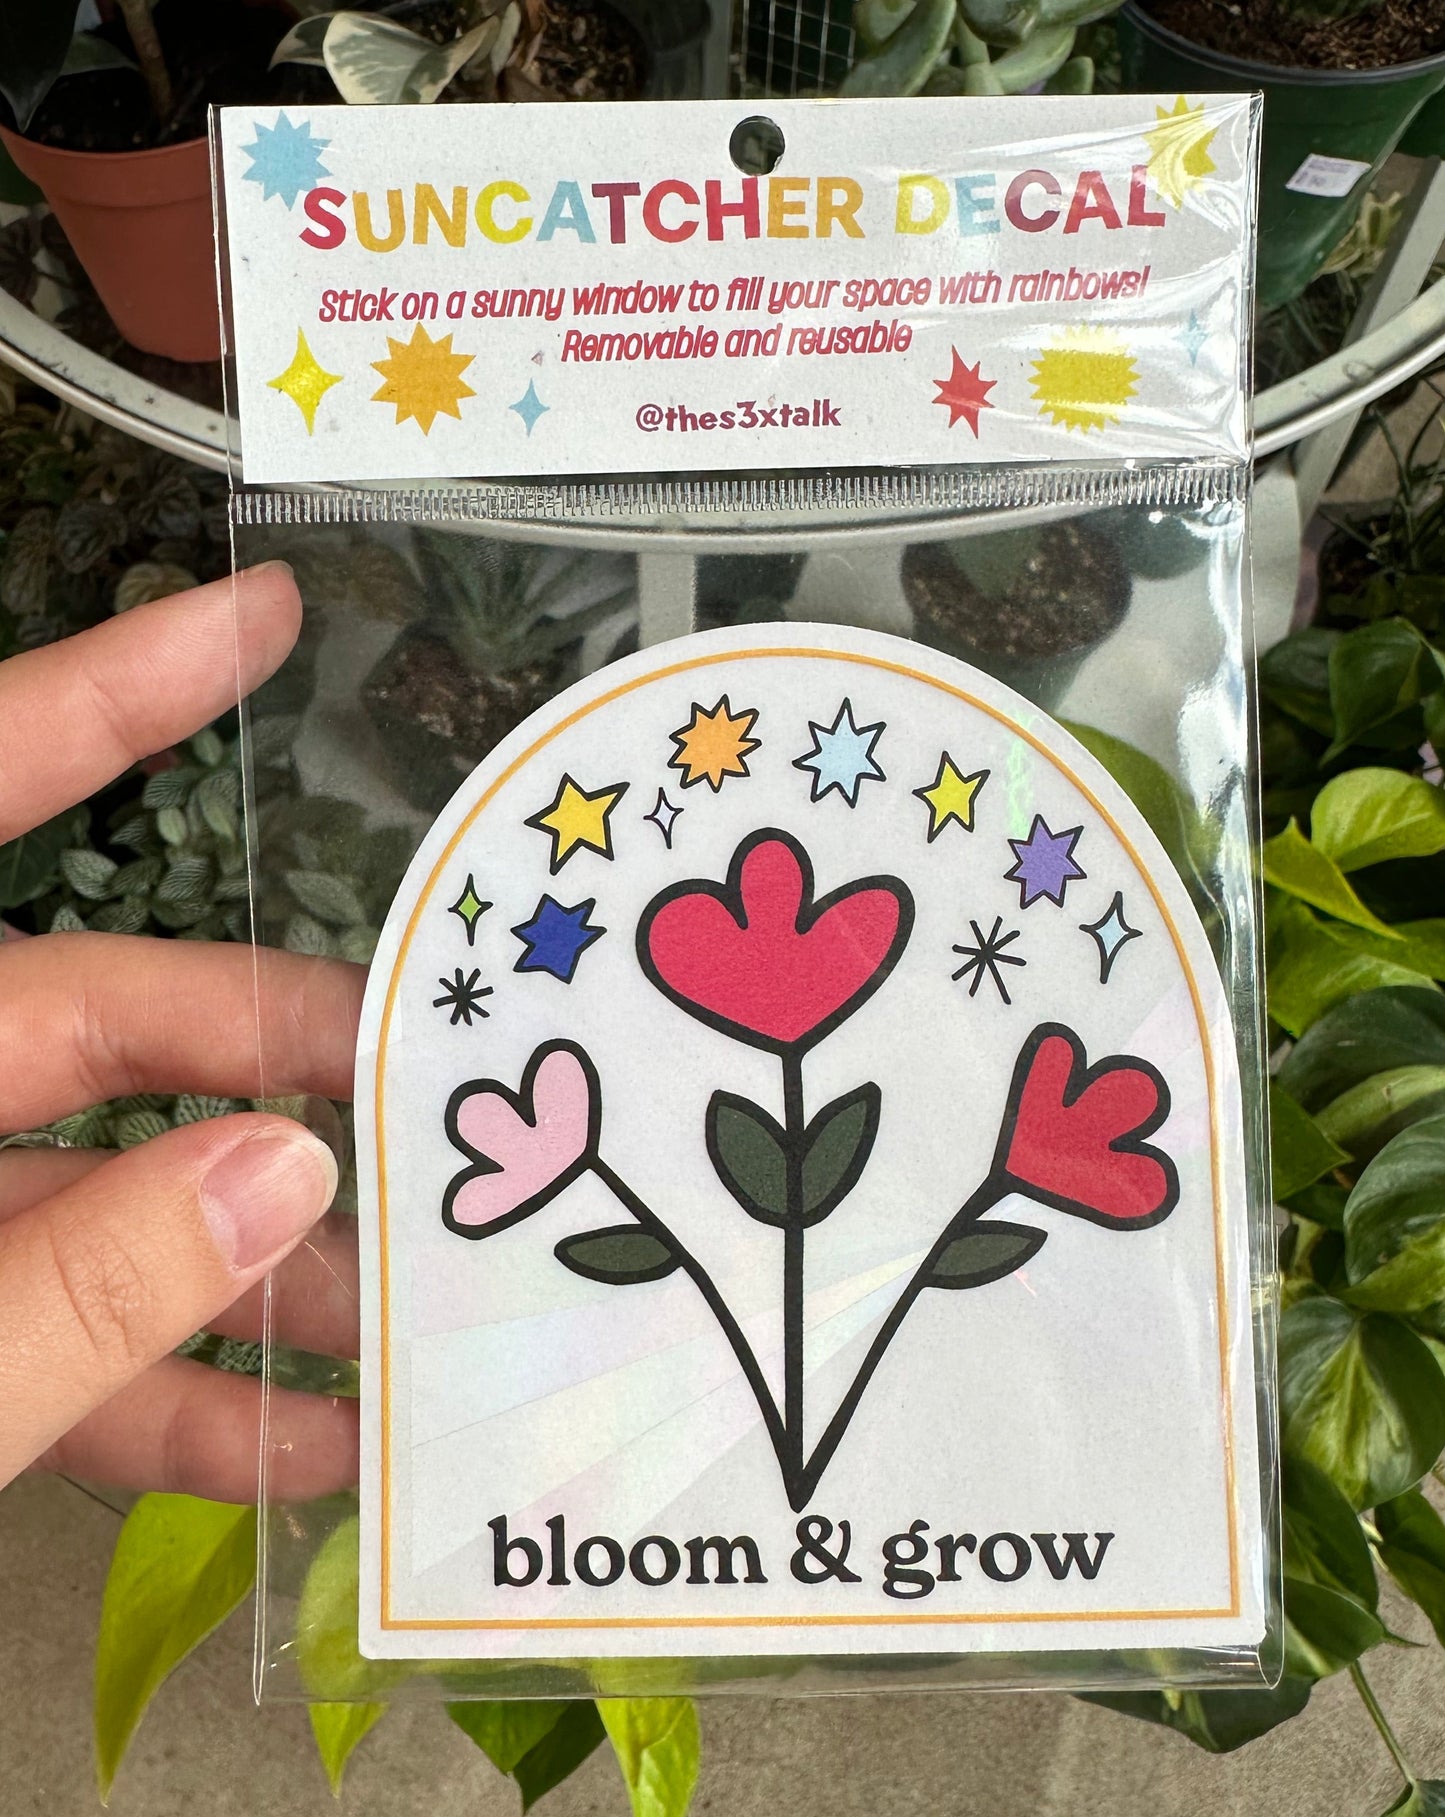 SUNCATCHER DECAL
Stick on a sunny window to fill your space with rainbows!
Removable and reusable
@thes3xtalk
bloom & grow